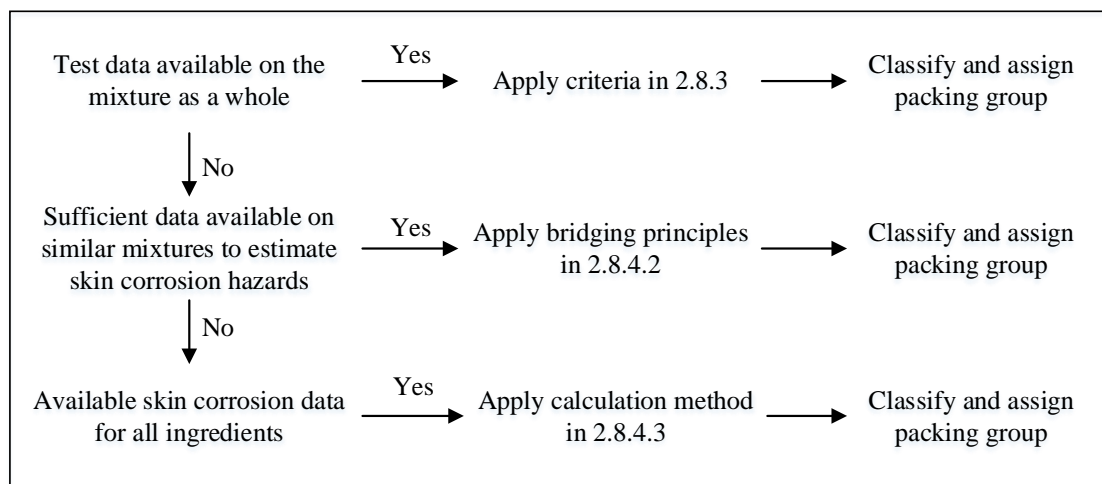 Test data available on the
mixture as a whole
Yes
Apply criteria in 2.8.3
Classify and assign
packing group
No
Sufficient data available on
similar mixtures to estimate
skin corrosion hazards
Yes
Apply bridging principles
in 2.8.4.2
Classify and assign
packing group
No
Available skin corrosion data
for all ingredients
Yes
Apply calculation method
in 2.8.4.3
Classify and assign
packing group